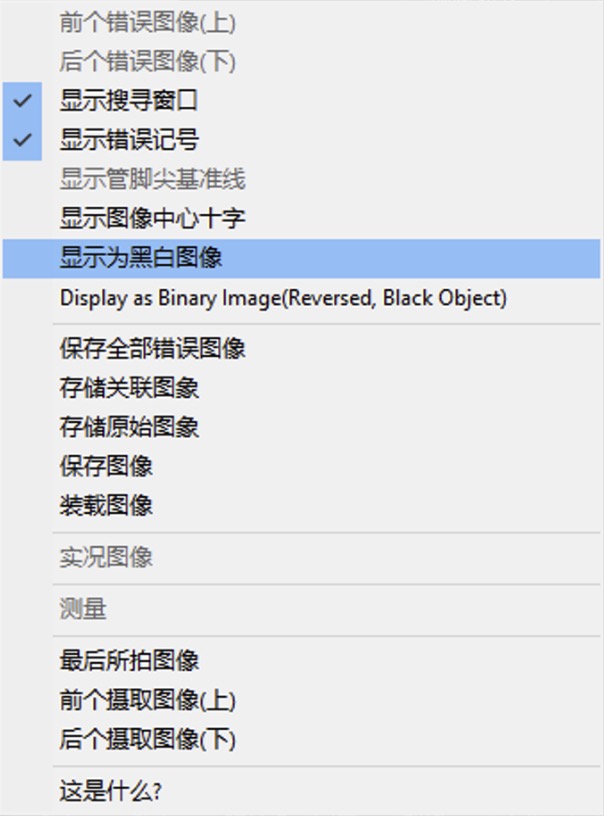 前个错误图像(上)
后个错误图像(下)
显示搜寻窗口
显示错误记号
显示管脚尖基准线
显示图像中心十字
显示为黑白图像
Display as Binary Image(Reversed, Black Object)
保存全部错误图像
存储关联图象
存储原始图象
保存图像
装载图像
实况图像
测量
最后所拍图像
前个摄取图像(上)
后个摄取图像(下)
这是什么?